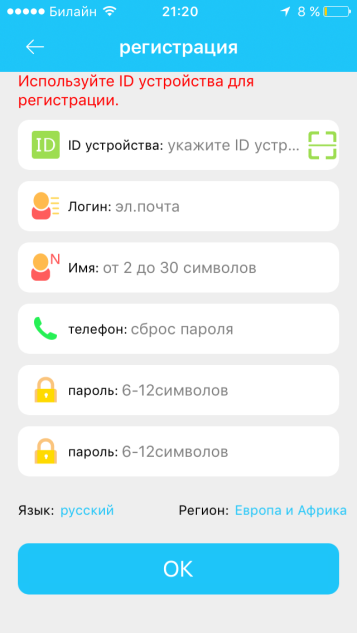 Билайн 21:20 8 %
регистрация
Используйте ID устройства для
регистрации.
ID ID устройства: укажите ID устр...
Логин: эл.почта
N Имя: от 2 до 30 символов
телефон: сброс пароля
пароль: 6-12символов
пароль: 6-12символов
Язык: русский Регион: Европа и Африка
OK